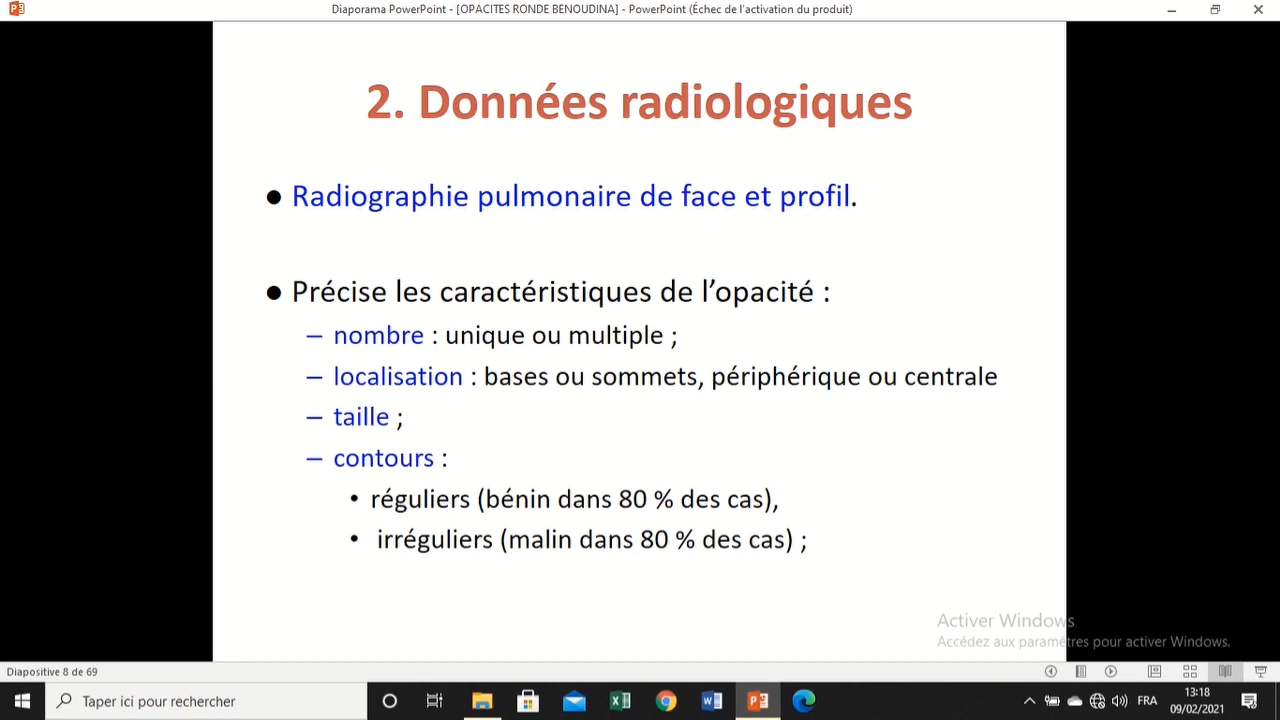 Diaporama PowerPoint - [OPACITES RONDE BENOUDINA] - PowerPoint (Échec de l'activation du produit)
2. Données radiologiques
● Radiographie pulmonaire de face et profil.
● Précise les caractéristiques de l’opacité :
– nombre : unique ou multiple ;
– localisation : bases ou sommets, périphérique ou centrale
– taille ;
– contours :
• réguliers (bénin dans 80 % des cas),
• irréguliers (malin dans 80 % des cas) ;
Activer Windows
Accédez aux paramètres pour activer Windows.
Diapositive 8 de 69
Taper ici pour rechercher
FRA
13:18
09/02/2021